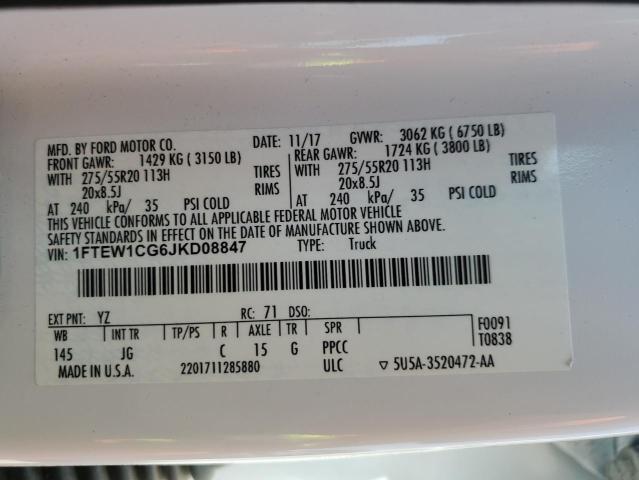 MFD. BY FORD MOTOR CO. DATE: 11/17 GVWR: 3062 KG ( 6750 LB)
FRONT GAWR: 1429 KG ( 3150 LB) REAR GAWR: 1724 KG ( 3800 LB)
WITH 275/55R20 113H TIRES WITH 275/55R20 113H TIRES
20x8.5J RIMS 20x8.5J RIMS
AT 240 kPa/ 35 PSI COLD AT 240 kPa/ 35 PSI COLD
THIS VEHICLE CONFORMS TO ALL APPLICABLE FEDERAL MOTOR VEHICLE
SAFETY STANDARDS IN EFFECT ON THE DATE OF MANUFACTURE SHOWN ABOVE.
VIN: 1FTEW1CG6JKD08847 TYPE: Truck
EXT PNT: YZ RC: 71 DSO: F0091
WB INT TR TP/PS R AXLE TR SPR T0838
145 JG C 15 G PPCC
MADE IN U.S.A. 2201711285880 ULC ▽ 5U5A-3520472-AA